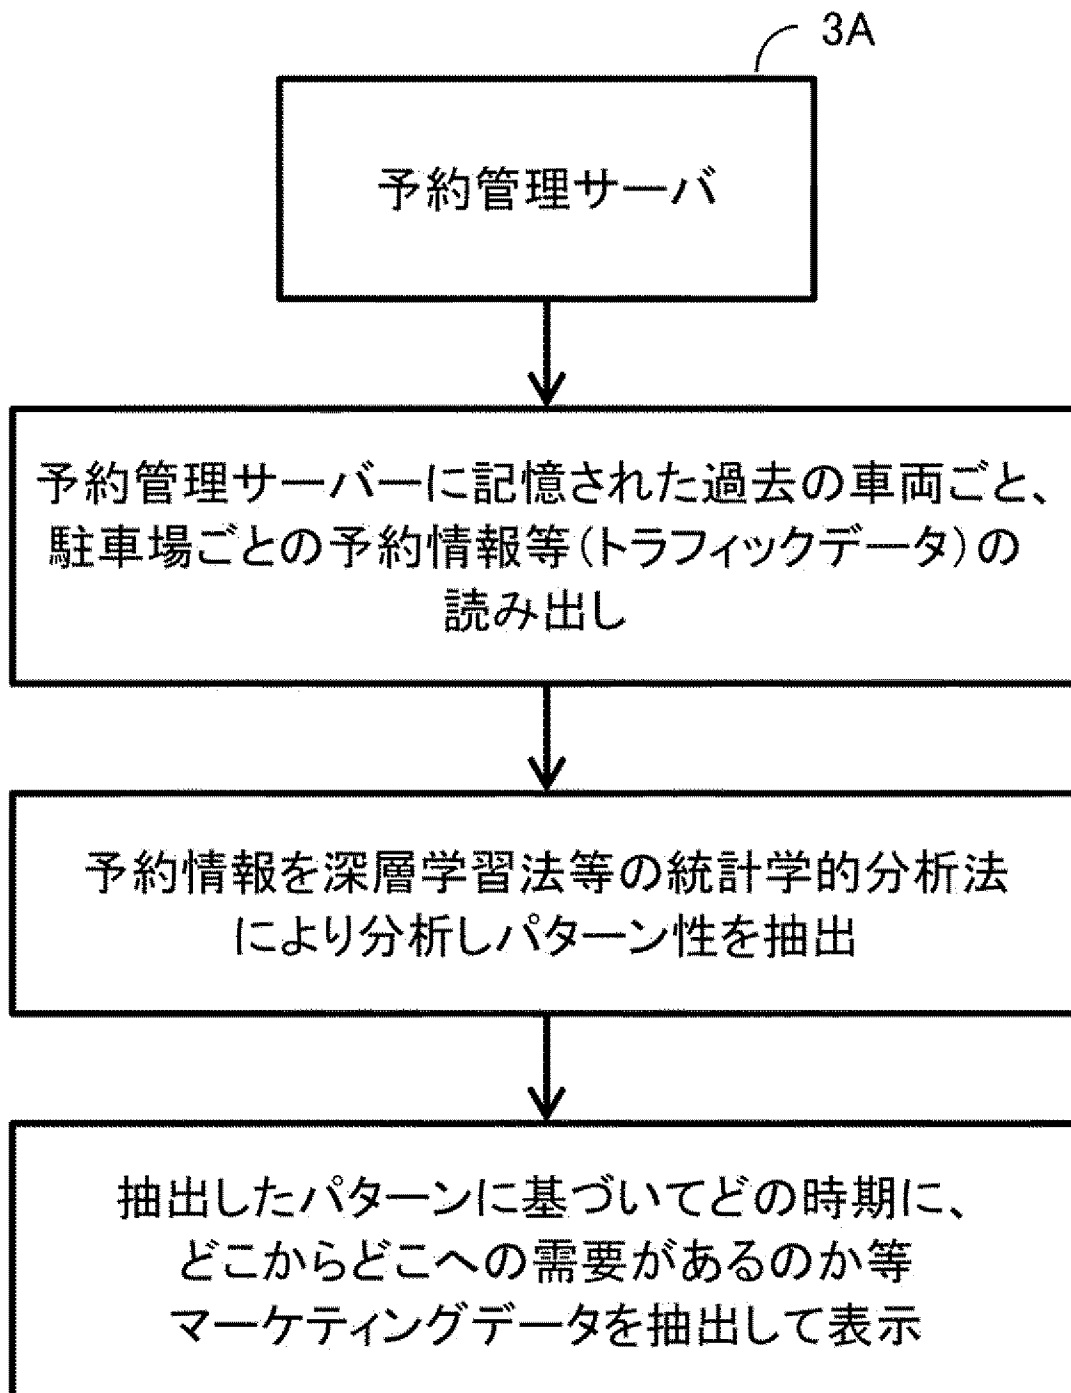 3A
予約管理サーバ
予約管理サーバーに記憶された過去の車両ごと、
駐車場ごとの予約情報等(トラフィックデータ)の
読み出し
予約情報を深層学習法等の統計学的分析法
により分析しパターン性を抽出
抽出したパターンに基づいてどの時期に、
どこからどこへの需要があるのか等
マーケティングデータを抽出して表示